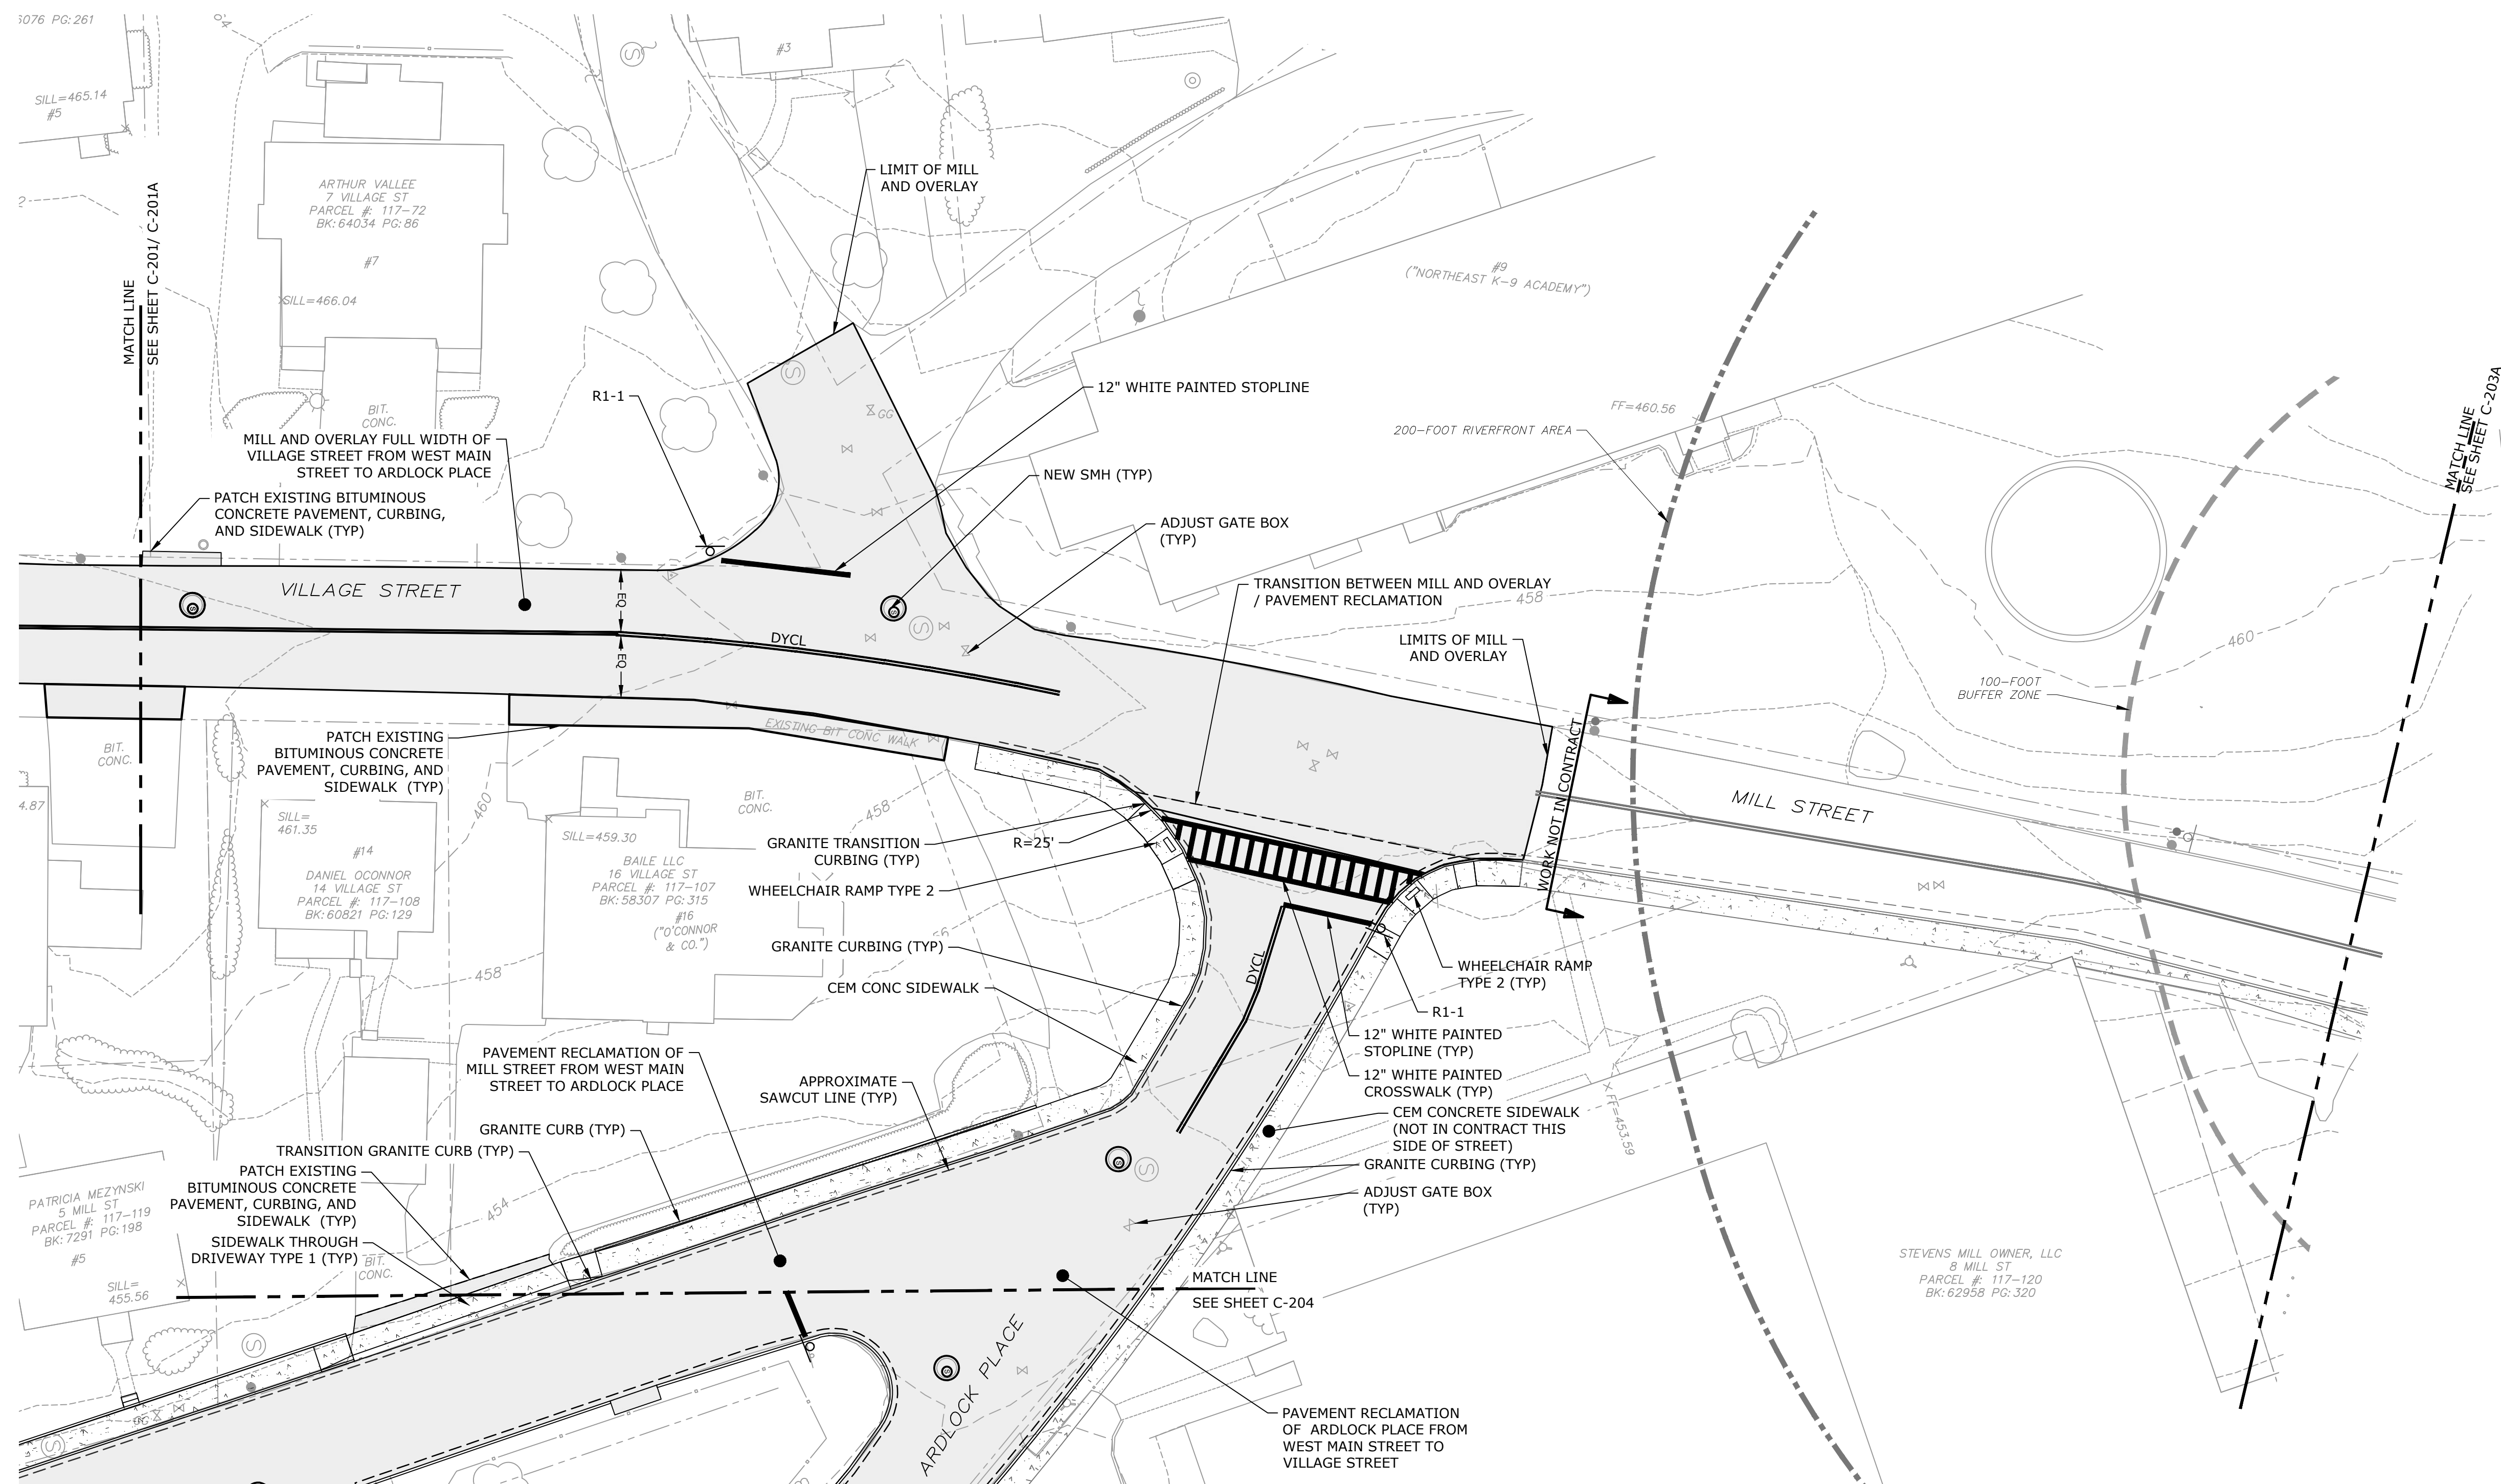 6076 PG:261
SILL=465.14
#5
ARTHUR VALLEE
7 VILLAGE ST
PARCEL #: 117-72
BK:64034 PG:86
#7
SILL=466.04
BIT.
CONC.
MATCH LINE
SEE SHEET C-201/ C-201A
#3
LIMIT OF MILL
AND OVERLAY
#9
("NORTHEAST K-9 ACADEMY")
FF=460.56
200-FOOT RIVERFRONT AREA
R1-1
12" WHITE PAINTED STOPLINE
GG
MILL AND OVERLAY FULL WIDTH OF
VILLAGE STREET FROM WEST MAIN
STREET TO ARDLOCK PLACE
PATCH EXISTING BITUMINOUS
CONCRETE PAVEMENT, CURBING,
AND SIDEWALK (TYP)
NEW SMH (TYP)
ADJUST GATE BOX
(TYP)
MATCH LINE
SEE SHEET C-203A
VILLAGE STREET
EQ
EQ
DYCL
TRANSITION BETWEEN MILL AND OVERLAY
/ PAVEMENT RECLAMATION
458
LIMITS OF MILL
AND OVERLAY
460
100-FOOT
BUFFER ZONE
EXISTING BIT CONC WALK
BIT.
CONC.
PATCH EXISTING
BITUMINOUS CONCRETE
PAVEMENT, CURBING, AND
SIDEWALK  (TYP)
WORK NOT IN CONTRACT
MILL STREET
4.87
SILL=
461.35
#14
DANIEL OCONNOR
14 VILLAGE ST
PARCEL #: 117-108
BK:60821 PG:129
460
458
SILL=459.30
BAILE LLC
16 VILLAGE ST
PARCEL #: 117-107
BK:58307 PG:315
#16
("O'CONNOR
& CO.")
BIT.
CONC.
458
GRANITE TRANSITION
CURBING (TYP)
R=25'
WHEELCHAIR RAMP TYPE 2
GRANITE CURBING (TYP)
CEM CONC SIDEWALK
DYCL
WHEELCHAIR RAMP
TYPE 2 (TYP)
R1-1
12" WHITE PAINTED
STOPLINE (TYP)
12" WHITE PAINTED
CROSSWALK (TYP)
CEM CONCRETE SIDEWALK
(NOT IN CONTRACT THIS
SIDE OF STREET)
GRANITE CURBING (TYP)
ADJUST GATE BOX
(TYP)
FF=453.59
PAVEMENT RECLAMATION OF
MILL STREET FROM WEST MAIN
STREET TO ARDLOCK PLACE
APPROXIMATE
SAWCUT LINE (TYP)
GRANITE CURB (TYP)
TRANSITION GRANITE CURB (TYP)
PATCH EXISTING
BITUMINOUS CONCRETE
PAVEMENT, CURBING, AND
SIDEWALK  (TYP)
SIDEWALK THROUGH
DRIVEWAY TYPE 1 (TYP)
454
BIT.
CONC.
PATRICIA MEZYNSKI
5 MILL ST
PARCEL #: 117-119
BK:7291 PG:198
#5
SILL=
455.56
MATCH LINE
SEE SHEET C-204
STEVENS MILL OWNER, LLC
8 MILL ST
PARCEL #: 117-120
BK:62958 PG:320
ARDLOCK PLACE
PAVEMENT RECLAMATION
OF  ARDLOCK PLACE FROM
WEST MAIN STREET TO
VILLAGE STREET
GG